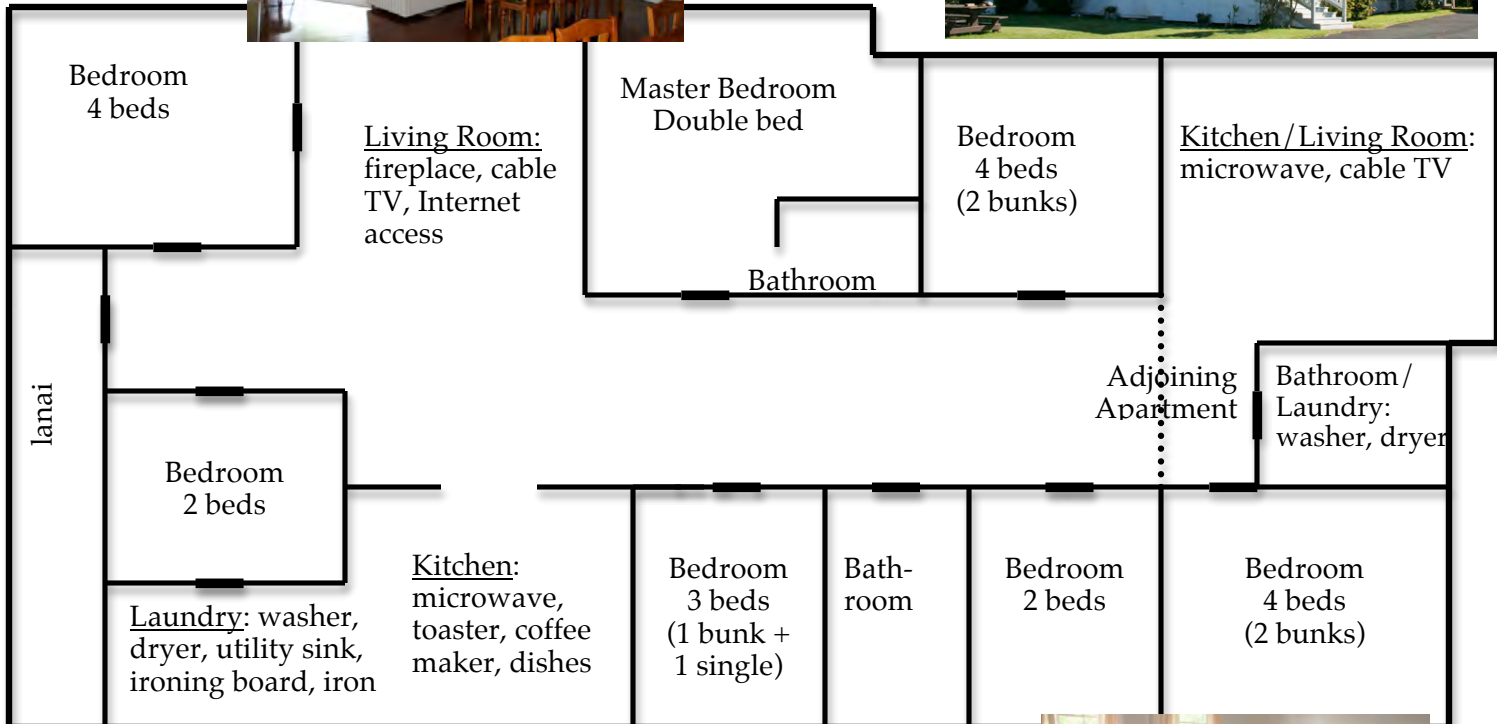 Bedroom
4 beds
Living Room:
fireplace, cable
TV, Internet
access
Master Bedroom
Double bed
Bathroom
Bedroom
4 beds
(2 bunks)
Kitchen/Living Room:
microwave, cable TV
lanai
Bedroom
2 beds
Adjoining
Apartment
Bathroom/
Laundry:
washer, dryer
Laundry: washer,
dryer, utility sink,
ironing board, iron
Kitchen:
microwave,
toaster, coffee
maker, dishes
Bedroom
3 beds
(1 bunk +
1 single)
Bath-
room
Bedroom
2 beds
Bedroom
4 beds
(2 bunks)